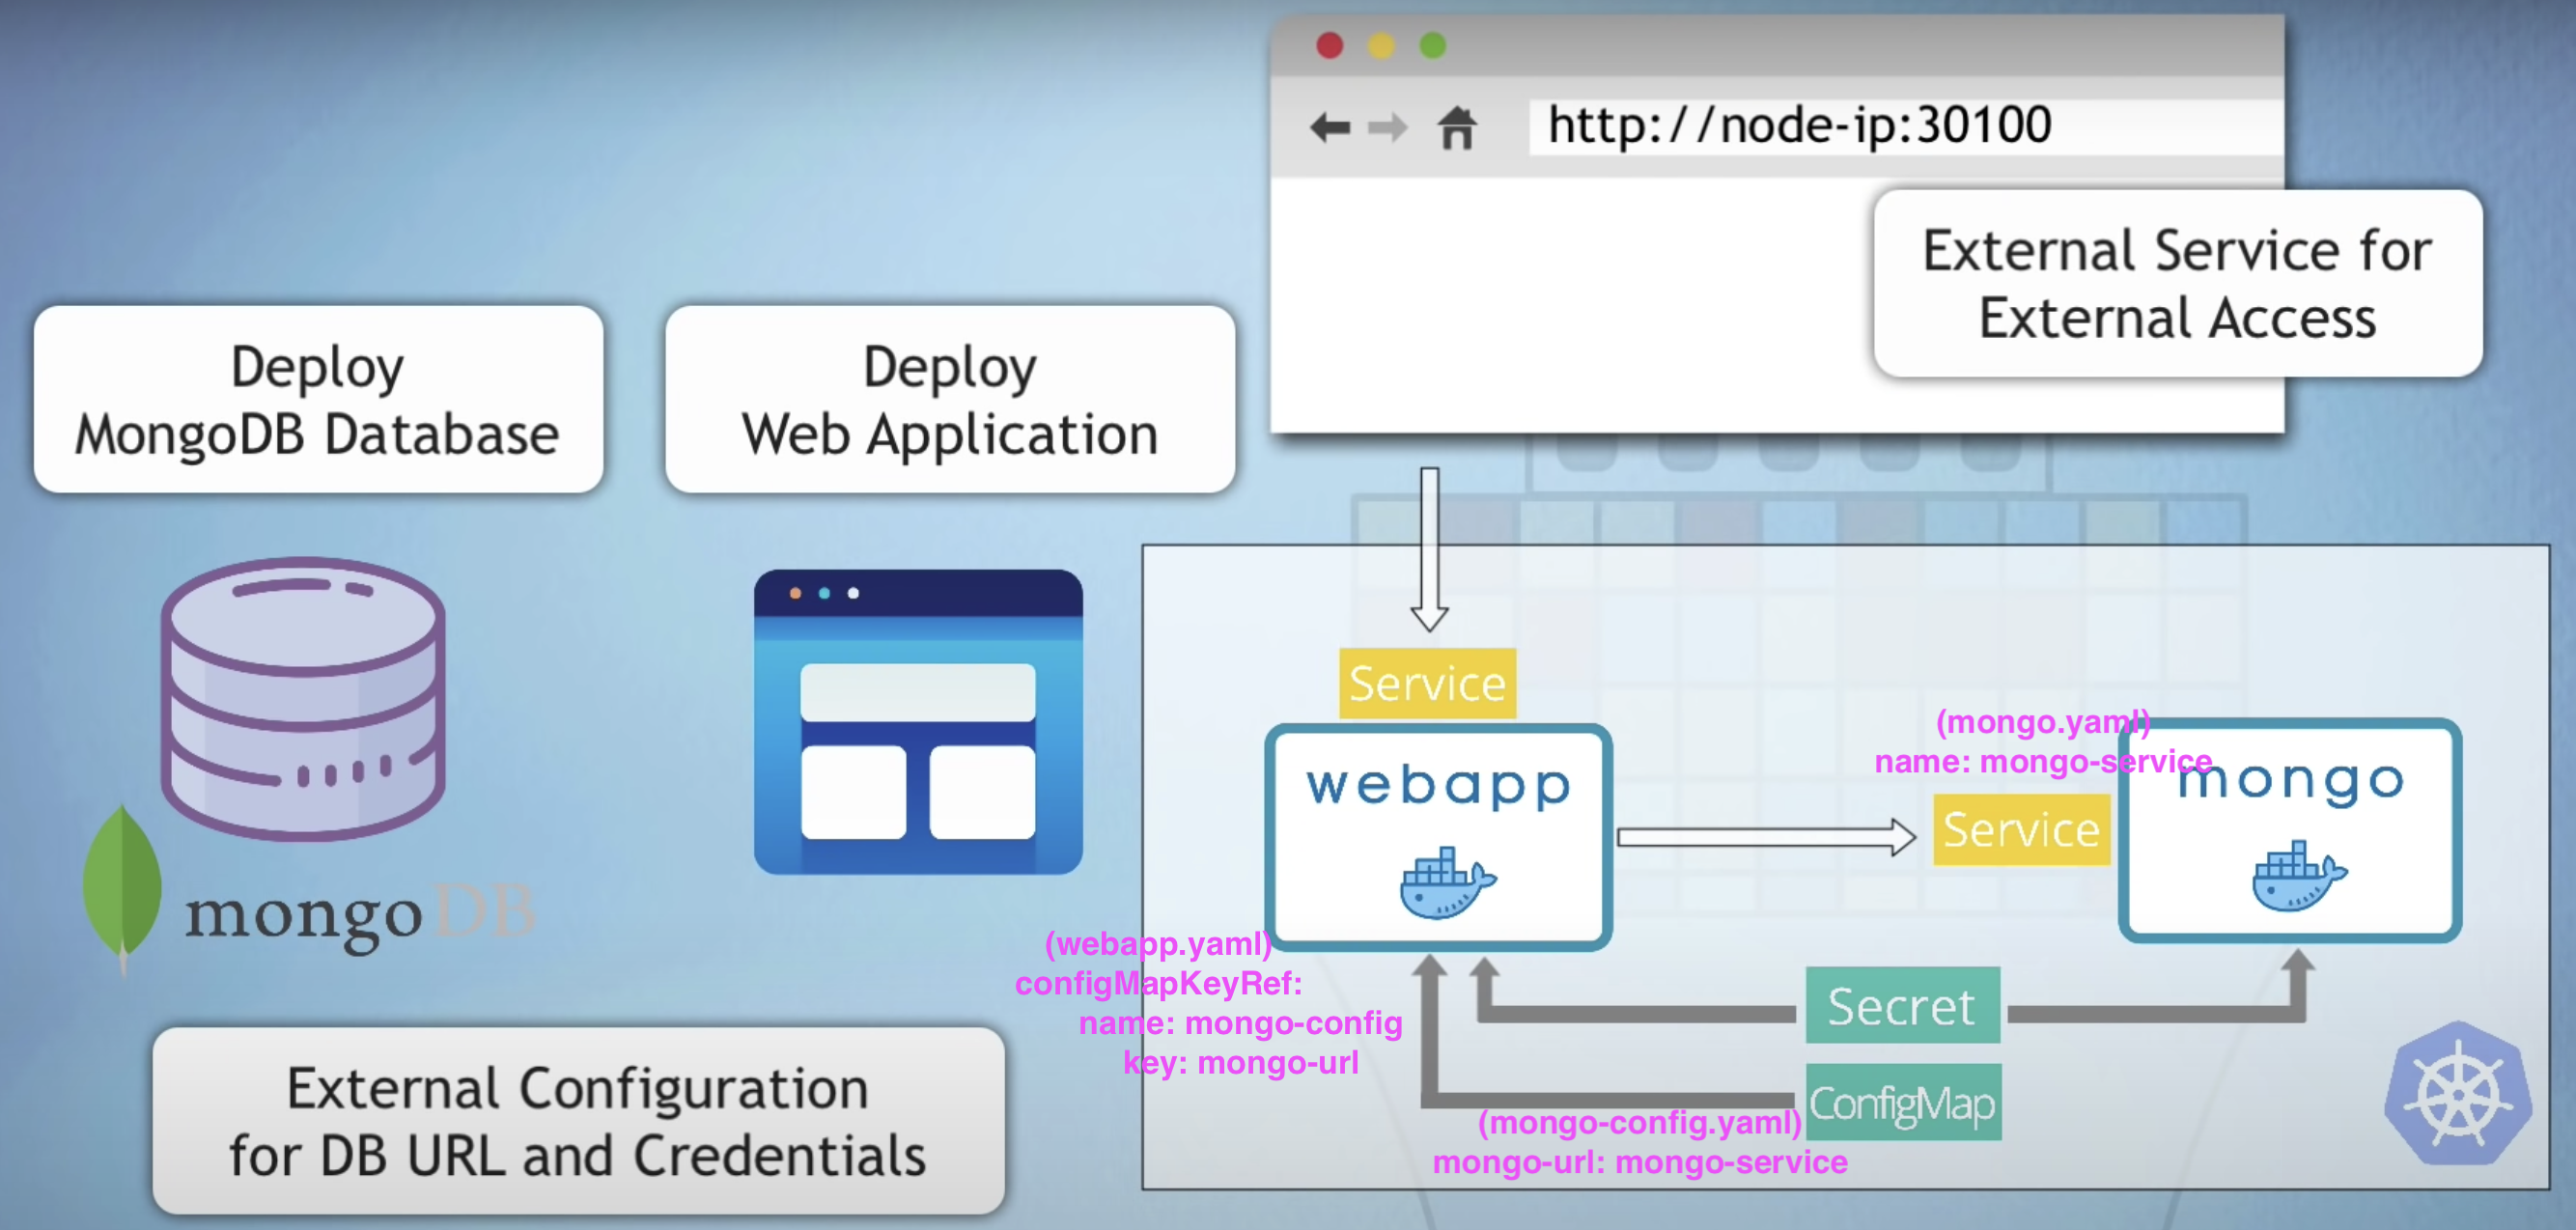 http://node-ip:30100
External Service for
External Access
Deploy
MongoDB Database
Deploy
Web Application
mongoDB
External Configuration
for DB URL and Credentials
Service
webapp
(mongo.yaml)
name: mongo-service
Service
mongo
(webapp.yaml)
configMapKeyRef:
name: mongo-config
key: mongo-url
Secret
ConfigMap
(mongo-config.yaml)
mongo-url: mongo-service